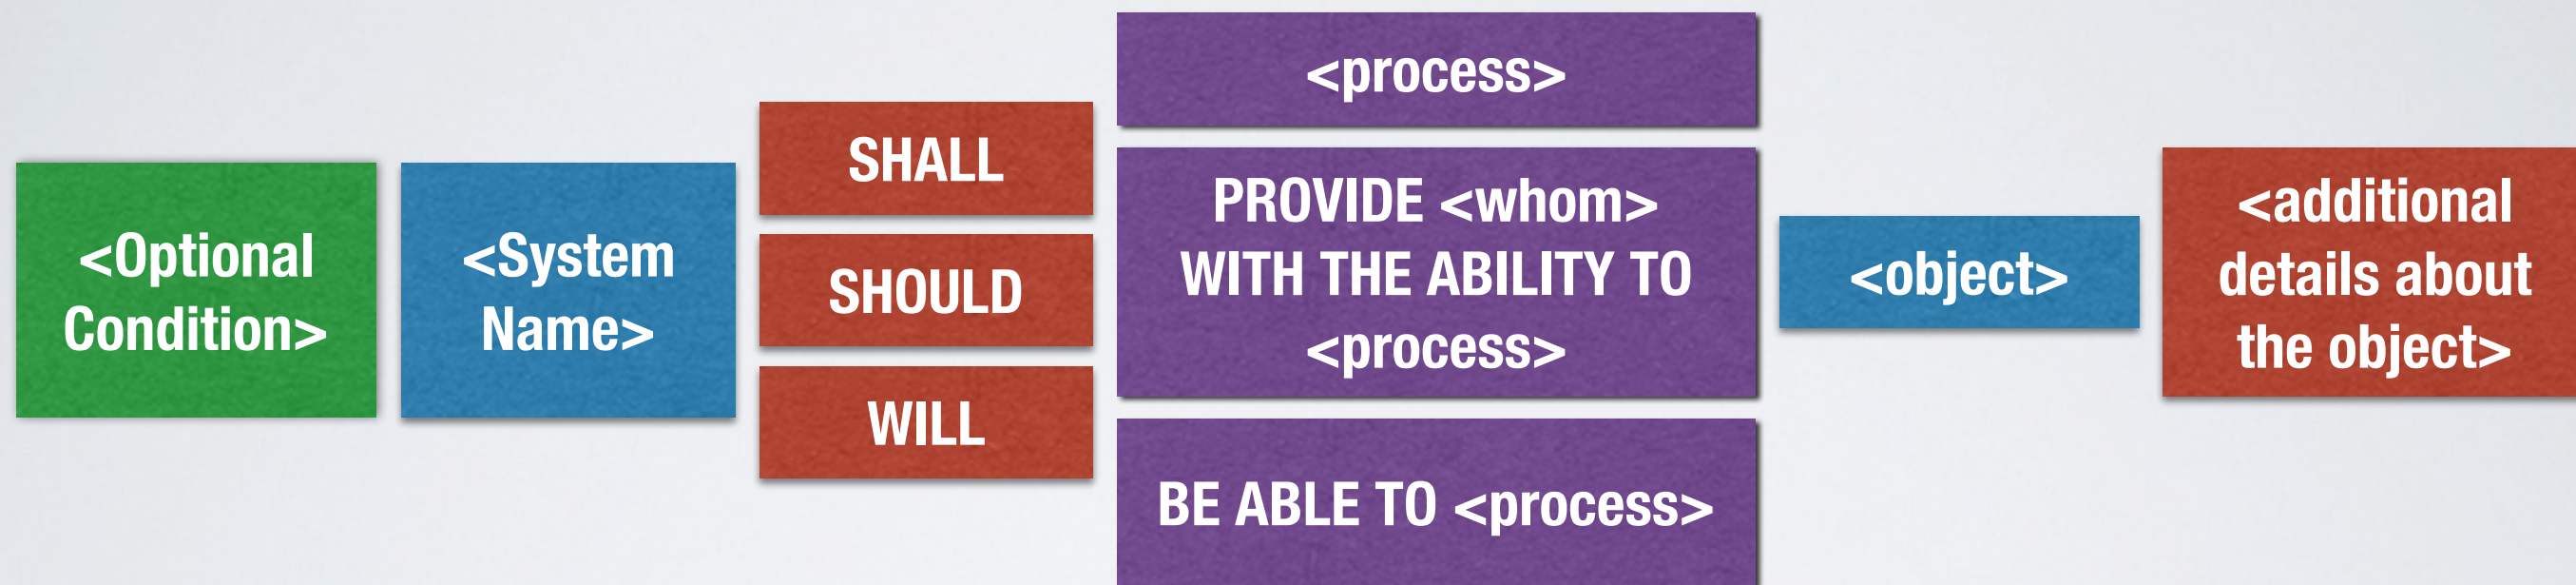 <Optional
Condition>
<System
Name>
SHALL
SHOULD
WILL
<process>
PROVIDE <whom>
WITH THE ABILITY TO
<process>
BE ABLE TO <process>
<object>
<additional
details about
the object>